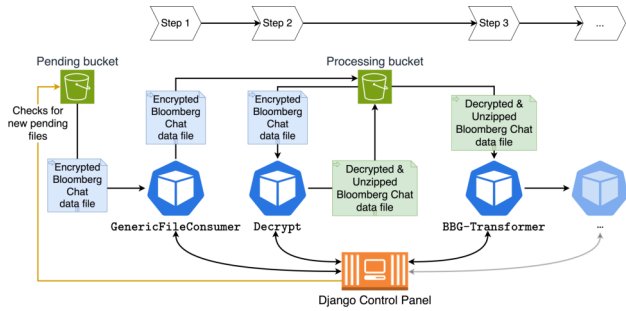 Step 1
Step 2
Step 3
...
Pending bucket
Processing bucket
Checks for
new pending
files
Encrypted
Bloomberg
Chat
data file
Encrypted
Bloomberg
Chat
data file
Encrypted
Bloomberg
Chat
data file
Decrypted &
Unzipped
Bloomberg Chat
data file
Decrypted &
Unzipped
Bloomberg Chat
data file
GenericFileConsumer
Decrypt
BBG-Transformer
...
Django Control Panel